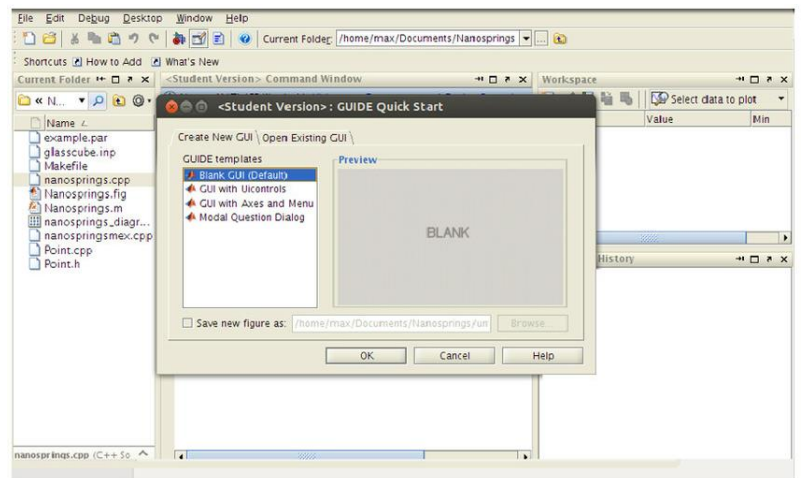 File Edit Debug Desktop Window Help
Current Folder: /home/max/Documents/Nanosprings
Shortcuts How to Add What's New
Current Folder
<Student Version> Command Window
Workspace
« N...
Select data to plot
Name
Value Min
example.par
glasscube.inp
Makefile
nanosprings.cpp
Nanosprings.fig
Nanosprings.m
nanosprings_diagr...
nanospringsmex.cpp
Point.cpp
Point.h
<Student Version> : GUIDE Quick Start
Create New GUI Open Existing GUI
GUIDE templates
Blank GUI (Default)
GUI with Uicontrols
GUI with Axes and Menu
Modal Question Dialog
Preview
BLANK
Save new figure as: /home/max/Documents/Nanosprings/un Browse...
OK Cancel Help
History
nanosprings.cpp (C++ So